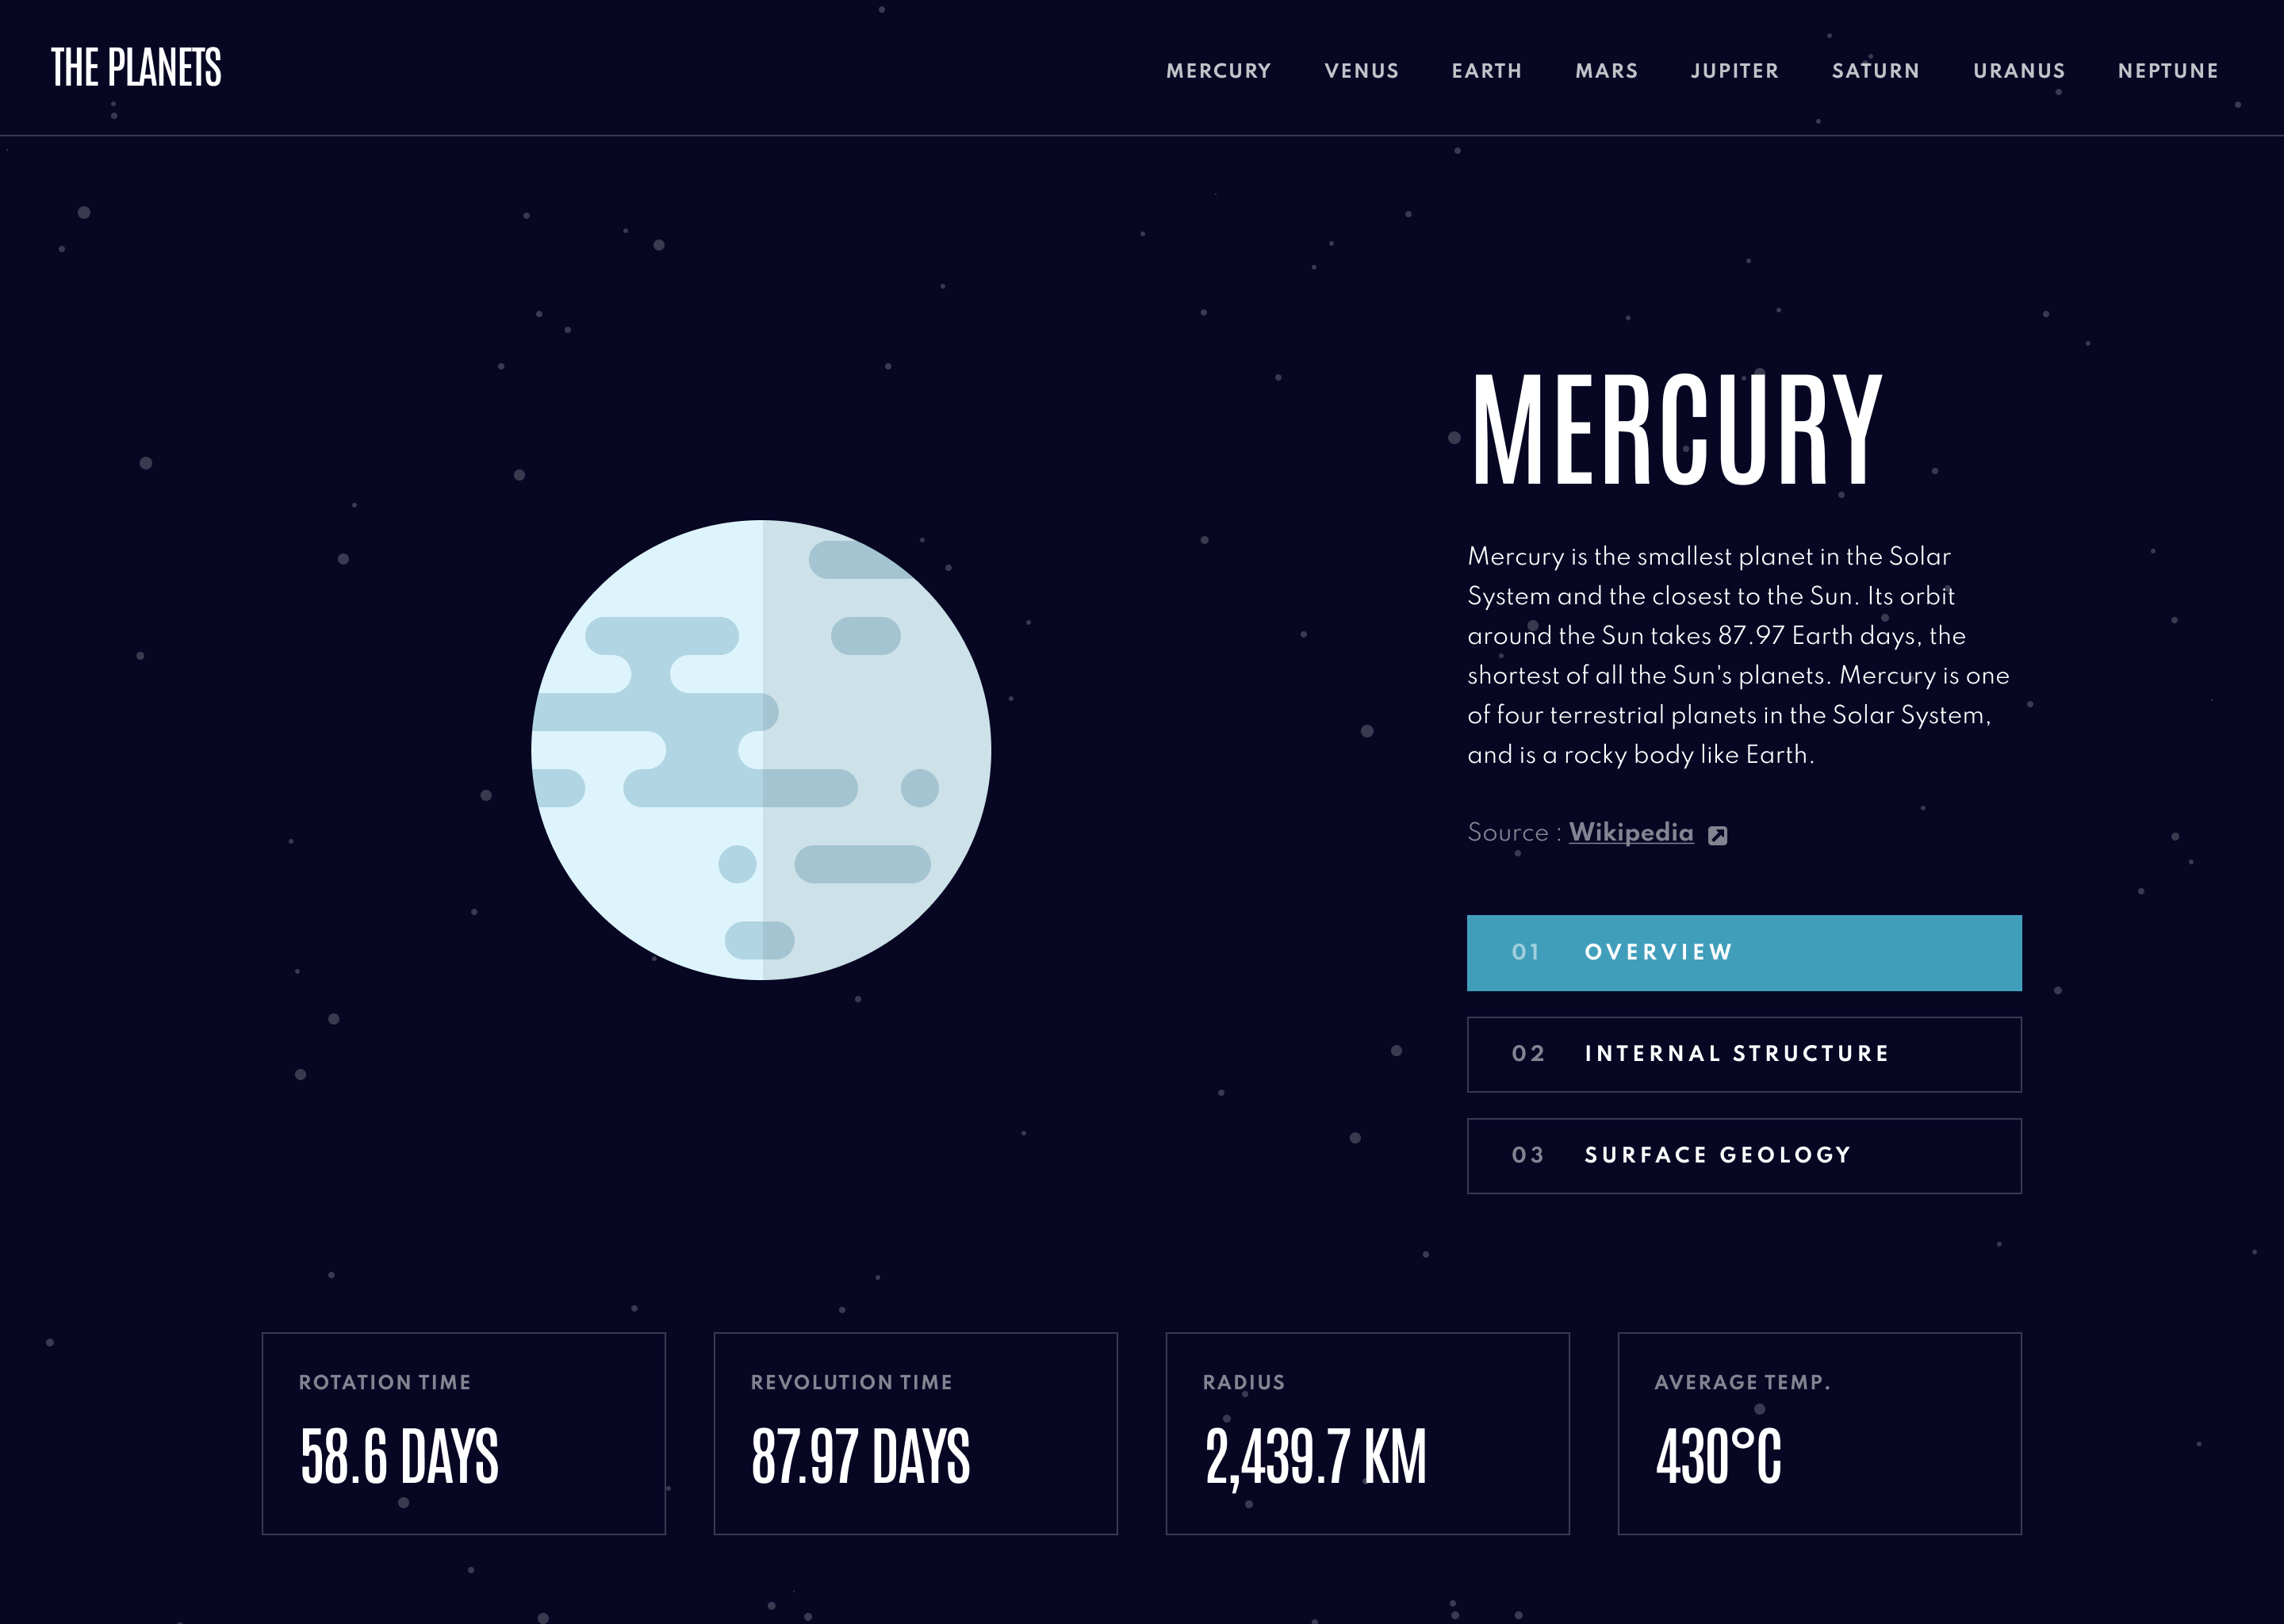 THE PLANETS
MERCURY VENUS EARTH MARS JUPITER SATURN URANUS NEPTUNE
MERCURY
Mercury is the smallest planet in the Solar
System and the closest to the Sun. Its orbit
around the Sun takes 87.97 Earth days, the
shortest of all the Sun's planets. Mercury is one
of four terrestrial planets in the Solar System,
and is a rocky body like Earth.
Source : Wikipedia
01 OVERVIEW
02 INTERNAL STRUCTURE
03 SURFACE GEOLOGY
ROTATION TIME
58.6 DAYS
REVOLUTION TIME
87.97 DAYS
RADIUS
2,439.7 KM
AVERAGE TEMP.
430°C